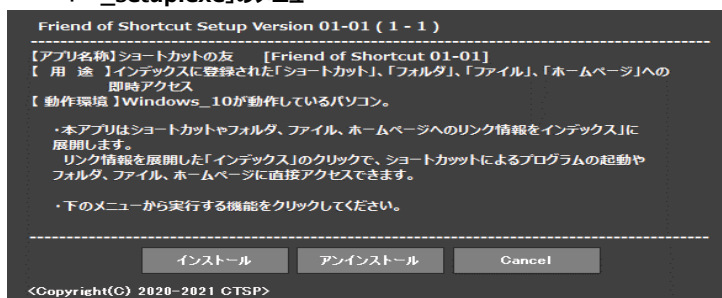 _setup.exe」のメニュー
Friend of Shortcut Setup Version 01-01 ( 1 - 1 )
【アプリ名称】ショートカットの友 [Friend of Shortcut 01-01]
【 用 途 】インデックスに登録された「ショートカット」、「フォルダ」、「ファイル」、「ホームページ」への
即時アクセス
【 動作環境 】Windows_10が動作しているパソコン。
・本アプリはショートカットやフォルダ、ファイル、ホームページへのリンク情報をインデックス」に
展開します。
リンク情報を展開した「インデックス」のクリックで、ショートカッットによるプログラムの起動や
フォルダ、ファイル、ホームページに直接アクセスできます。
・下のメニューから実行する機能をクリックしてください。
インストール アンインストール Cancel
<Copyright(C) 2020-2021 CTSP>